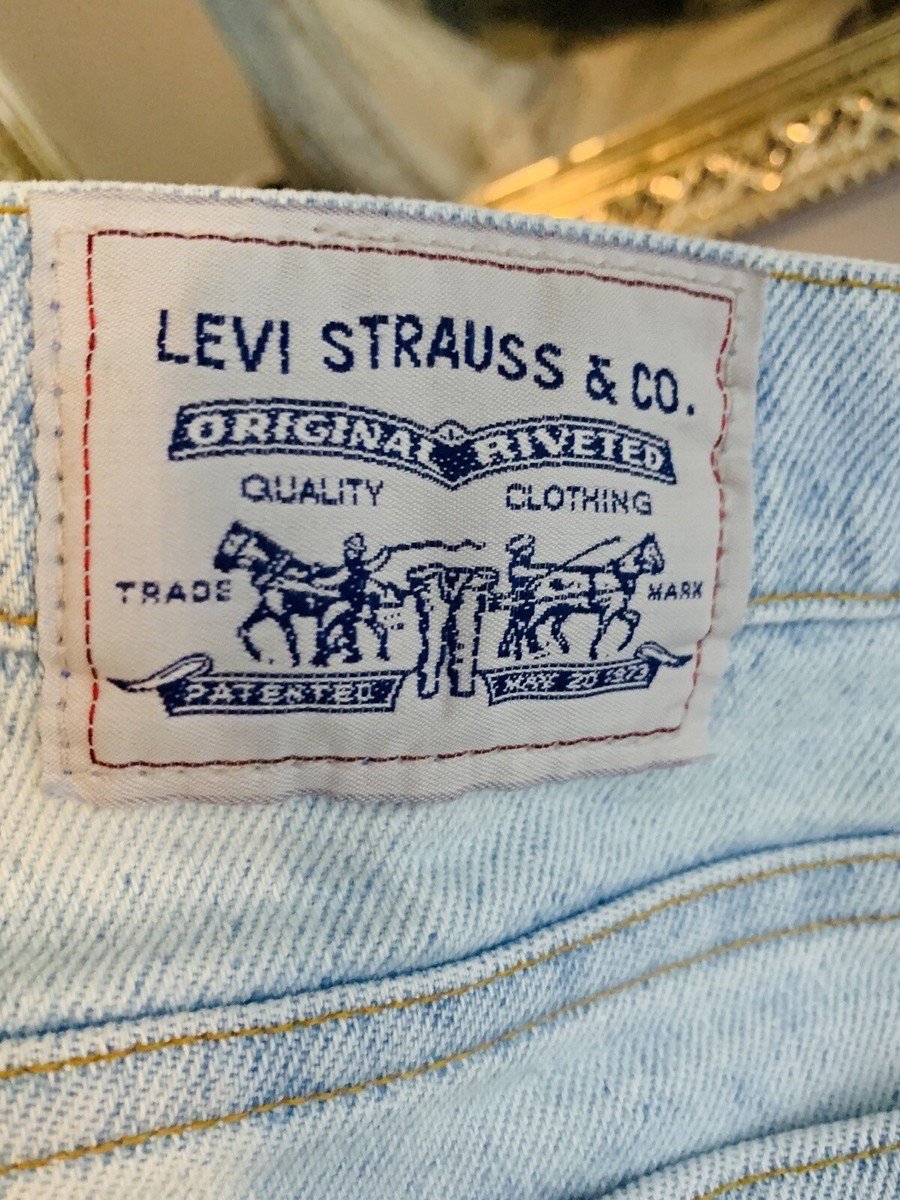 LEVI STRAUSS & CO.
ORIGINAL RIVETED
QUALITY CLOTHING
TRADE MARK
PATENTED MAY 20 1873